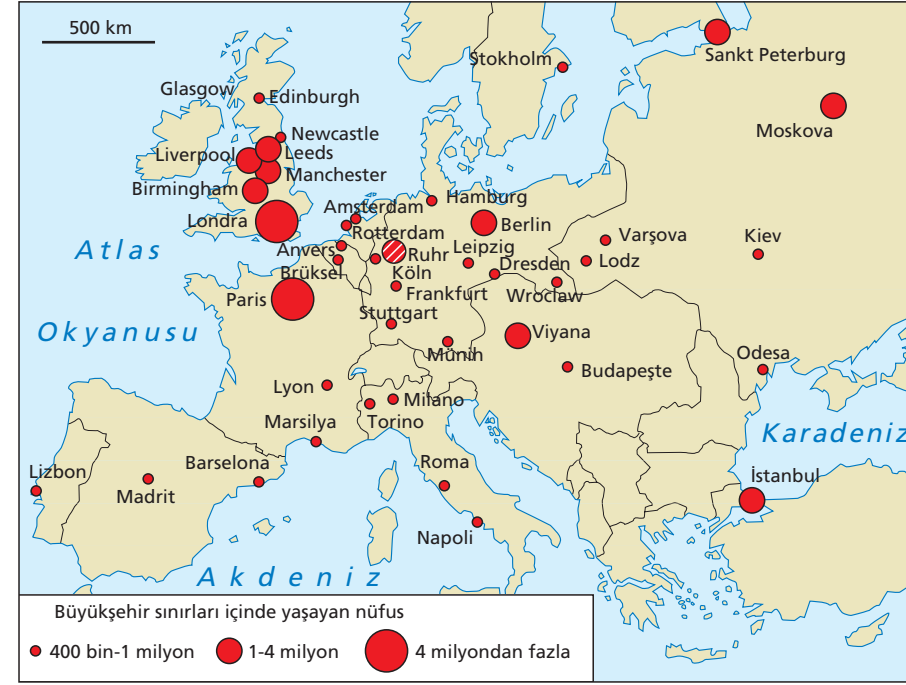 500 km
Stokholm
Sankt Peterburg
Glasgow
Edinburgh
Moskova
Newcastle
Liverpool
Leeds
Manchester
Birmingham
Hamburg
Amsterdam
Londra
Berlin
Rotterdam
Varşova
Kiev
Atlas
Anvers
Ruhr
Leipzig
Lodz
Brüksel
Köln
Dresden
Paris
Frankfurt
Wroclaw
Stuttgart
Okyanusu
Viyana
Münih
Odesa
Budapeşte
Lyon
Milano
Marsilya
Torino
Karadeniz
Lizbon
Barselona
Roma
İstanbul
Madrit
Napoli
Akdeniz
Büyükşehir sınırları içinde yaşayan nüfus
400 bin-1 milyon
1-4 milyon
4 milyondan fazla